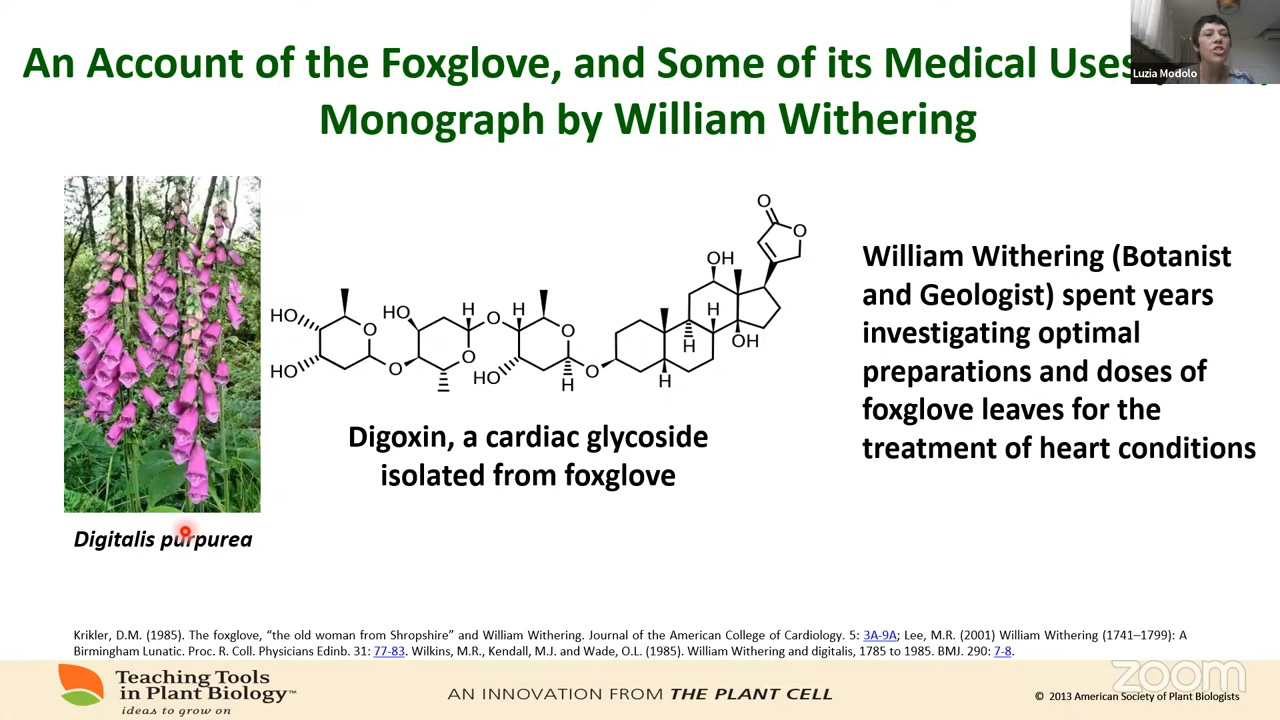 An Account of the Foxglove, and Some of its Medical Uses
Monograph by William Withering
Luzia Modolo
O
O
OH
HO
HO
H
H
H
O
O
O
H
OH
HO
O
O
HO
O
H
H
Digoxin, a cardiac glycoside
isolated from foxglove
William Withering (Botanist
and Geologist) spent years
investigating optimal
preparations and doses of
foxglove leaves for the
treatment of heart conditions
Digitalis purpurea
Krikler, D.M. (1985). The foxglove, “the old woman from Shropshire” and William Withering. Journal of the American College of Cardiology. 5: 3A-9A; Lee, M.R. (2001) William Withering (1741–1799): A
Birmingham Lunatic. Proc. R. Coll. Physicians Edinb. 31: 77-83. Wilkins, M.R., Kendall, M.J. and Wade, O.L. (1985). William Withering and digitalis, 1785 to 1985. BMJ. 290: 7-8.
Teaching Tools
in Plant Biology™
ideas to grow on
AN INNOVATION FROM THE PLANT CELL
© 2013 American Society of Plant Biologists
zoom